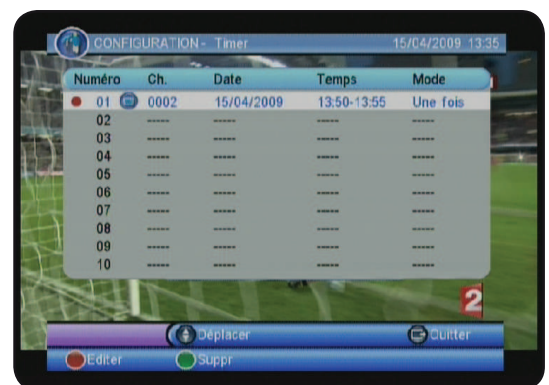 CONFIGURATION - Timer 15/04/2009 13:35
Numéro Ch. Date Temps Mode
01 0002 15/04/2009 13:50-13:55 Une fois
02 ----- ----- ----- -----
03 ----- ----- ----- -----
04 ----- ----- ----- -----
05 ----- ----- ----- -----
06 ----- ----- ----- -----
07 ----- ----- ----- -----
08 ----- ----- ----- -----
09 ----- ----- ----- -----
10 ----- ----- ----- -----
2
Déplacer Quitter
Editer Suppr